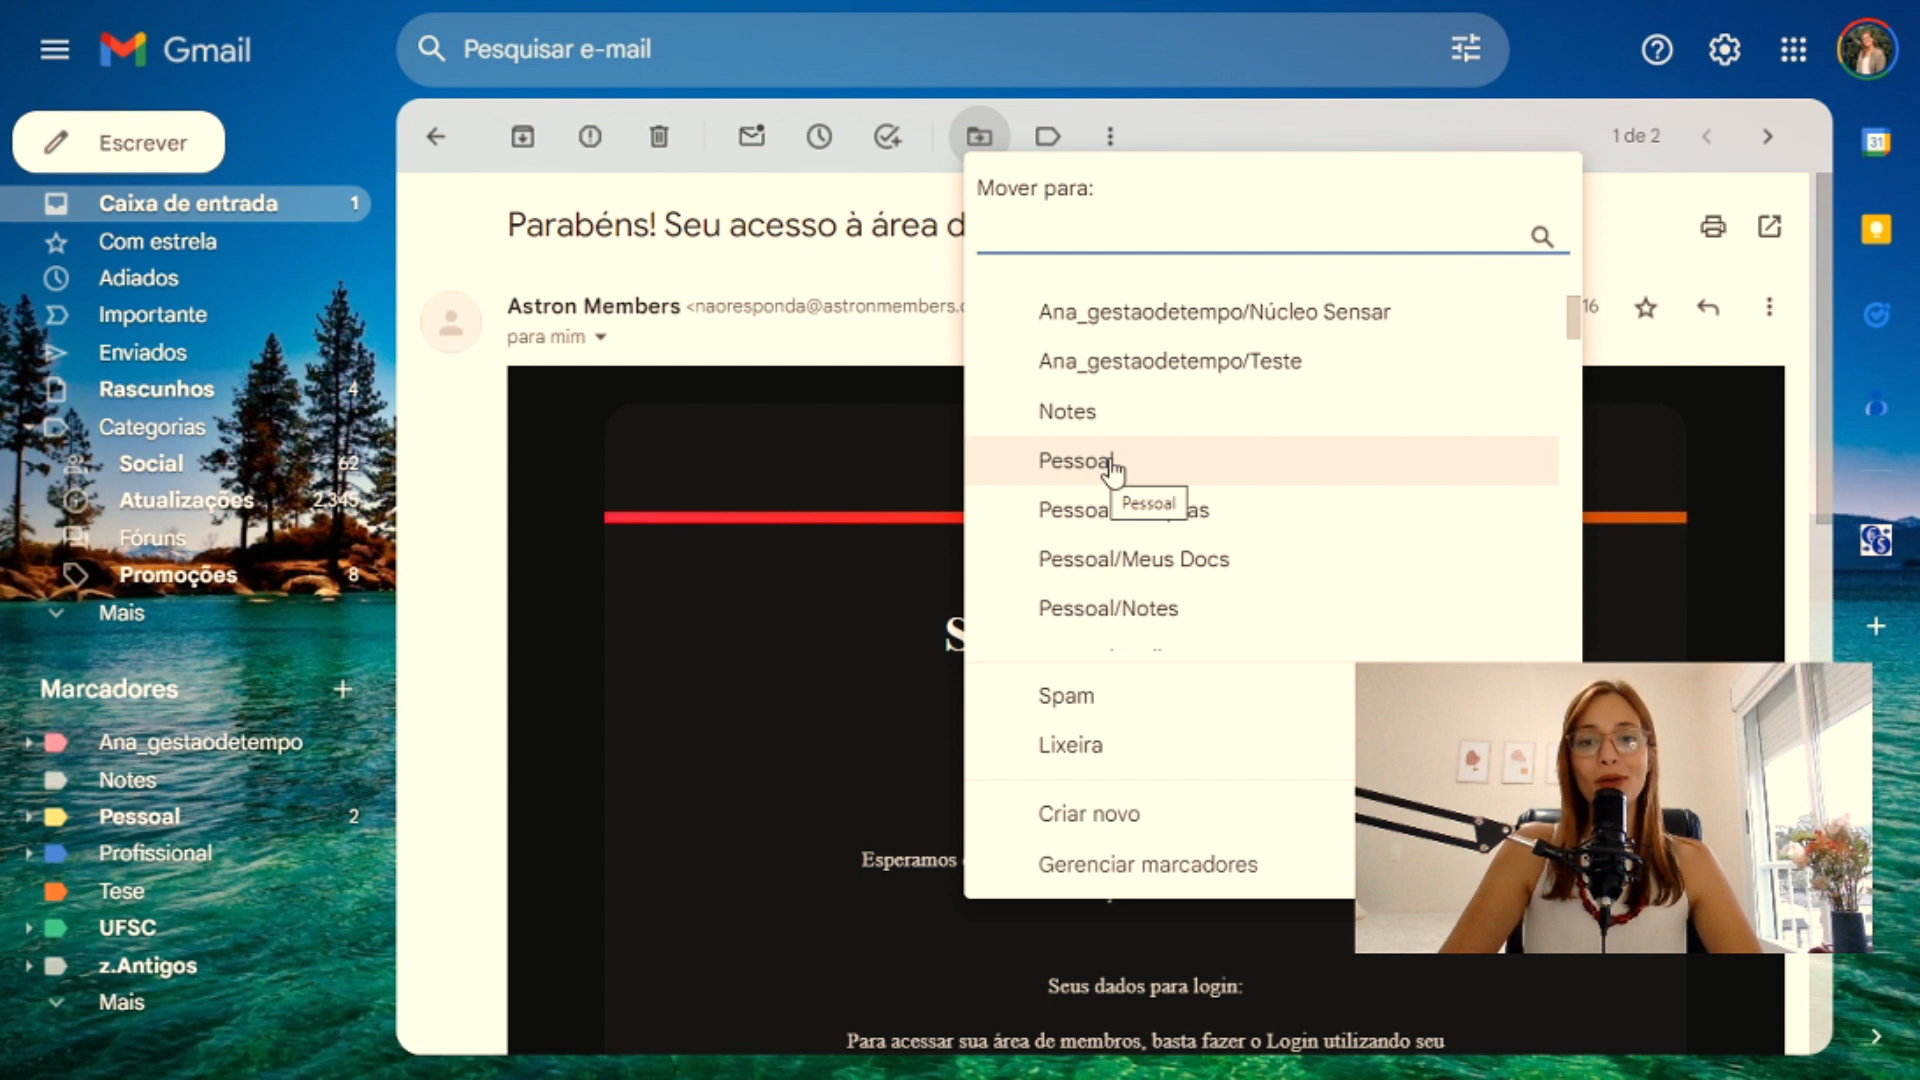 Gmail
Pesquisar e-mail
Escrever
Caixa de entrada 1
Com estrela
Adiados
Importante
Enviados
Rascunhos 4
Categorias
Social 62
Atualizações 2.345
Fóruns
Promoções 8
Mais
Marcadores
Ana_gestaodetempo
Notes
Pessoal 2
Profissional
Tese
UFSC
z.Antigos
Mais
1 de 2
Parabéns! Seu acesso à área d
Astron Members <naoresponda@astronmembers.
16
para mim
Mover para:
Ana_gestaodetempo/Núcleo Sensar
Ana_gestaodetempo/Teste
Notes
Pessoal
Pessoal
Pessoa as
Pessoal/Meus Docs
Pessoal/Notes
Spam
Lixeira
Criar novo
Gerenciar marcadores
S
Esperamos
Seus dados para login:
Para acessar sua área de membros, basta fazer o Login utilizando seu
31